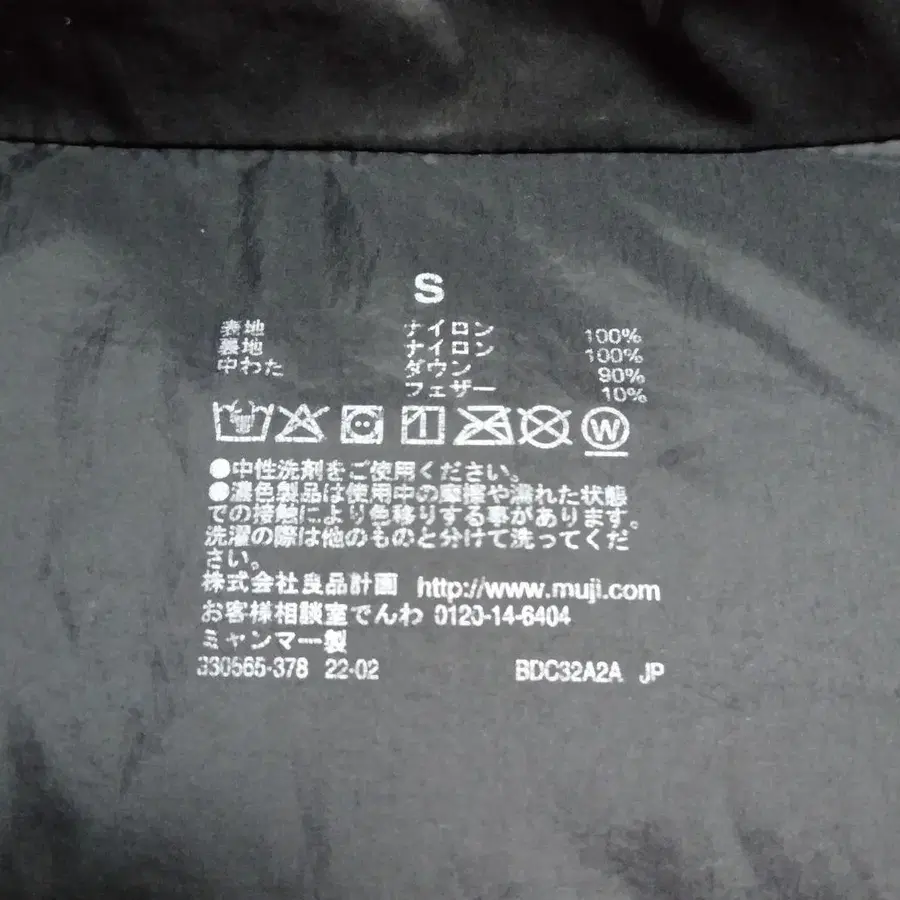 S
表地 ナイロン 100%
裏地 ナイロン 100%
中わた ダウン 90%
フェザー 10%
W
●中性洗剤をご使用ください。
●濃色製品は使用中の摩擦や濡れた状態
での接触により色移りする事があります。
洗濯の際は他のものと分けて洗ってくだ
さい。
株式会社良品計画 http://www.muji.com
お客様相談室でんわ 0120-14-6404
ミャンマー製
330565-378 22-02 BDC32A2A JP